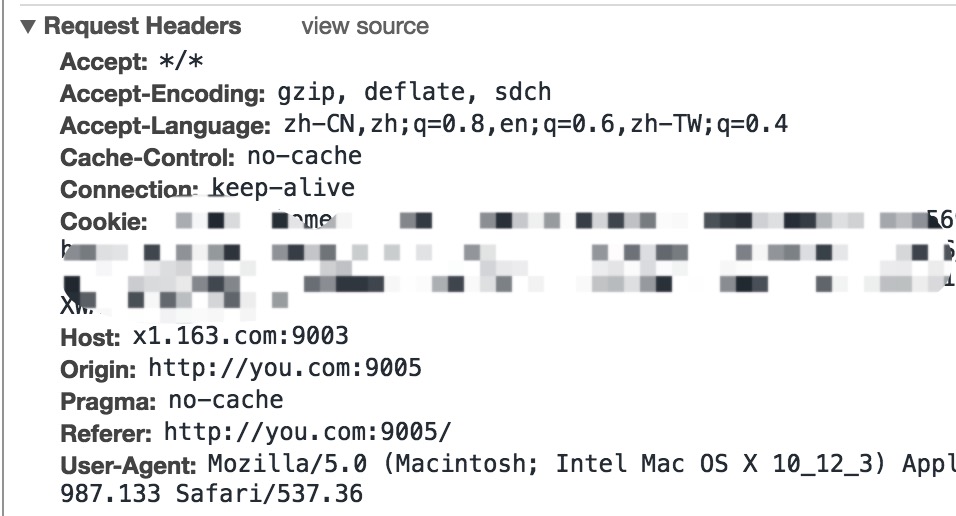 ▼ Request Headers view source
Accept: */*
Accept-Encoding: gzip, deflate, sdch
Accept-Language: zh-CN,zh;q=0.8,en;q=0.6,zh-TW;q=0.4
Cache-Control: no-cache
Connection: keep-alive
Cookie:
Host: x1.163.com:9003
Origin: http://you.com:9005
Pragma: no-cache
Referer: http://you.com:9005/
User-Agent: Mozilla/5.0 (Macintosh; Intel Mac OS X 10_12_3) Appl
987.133 Safari/537.36